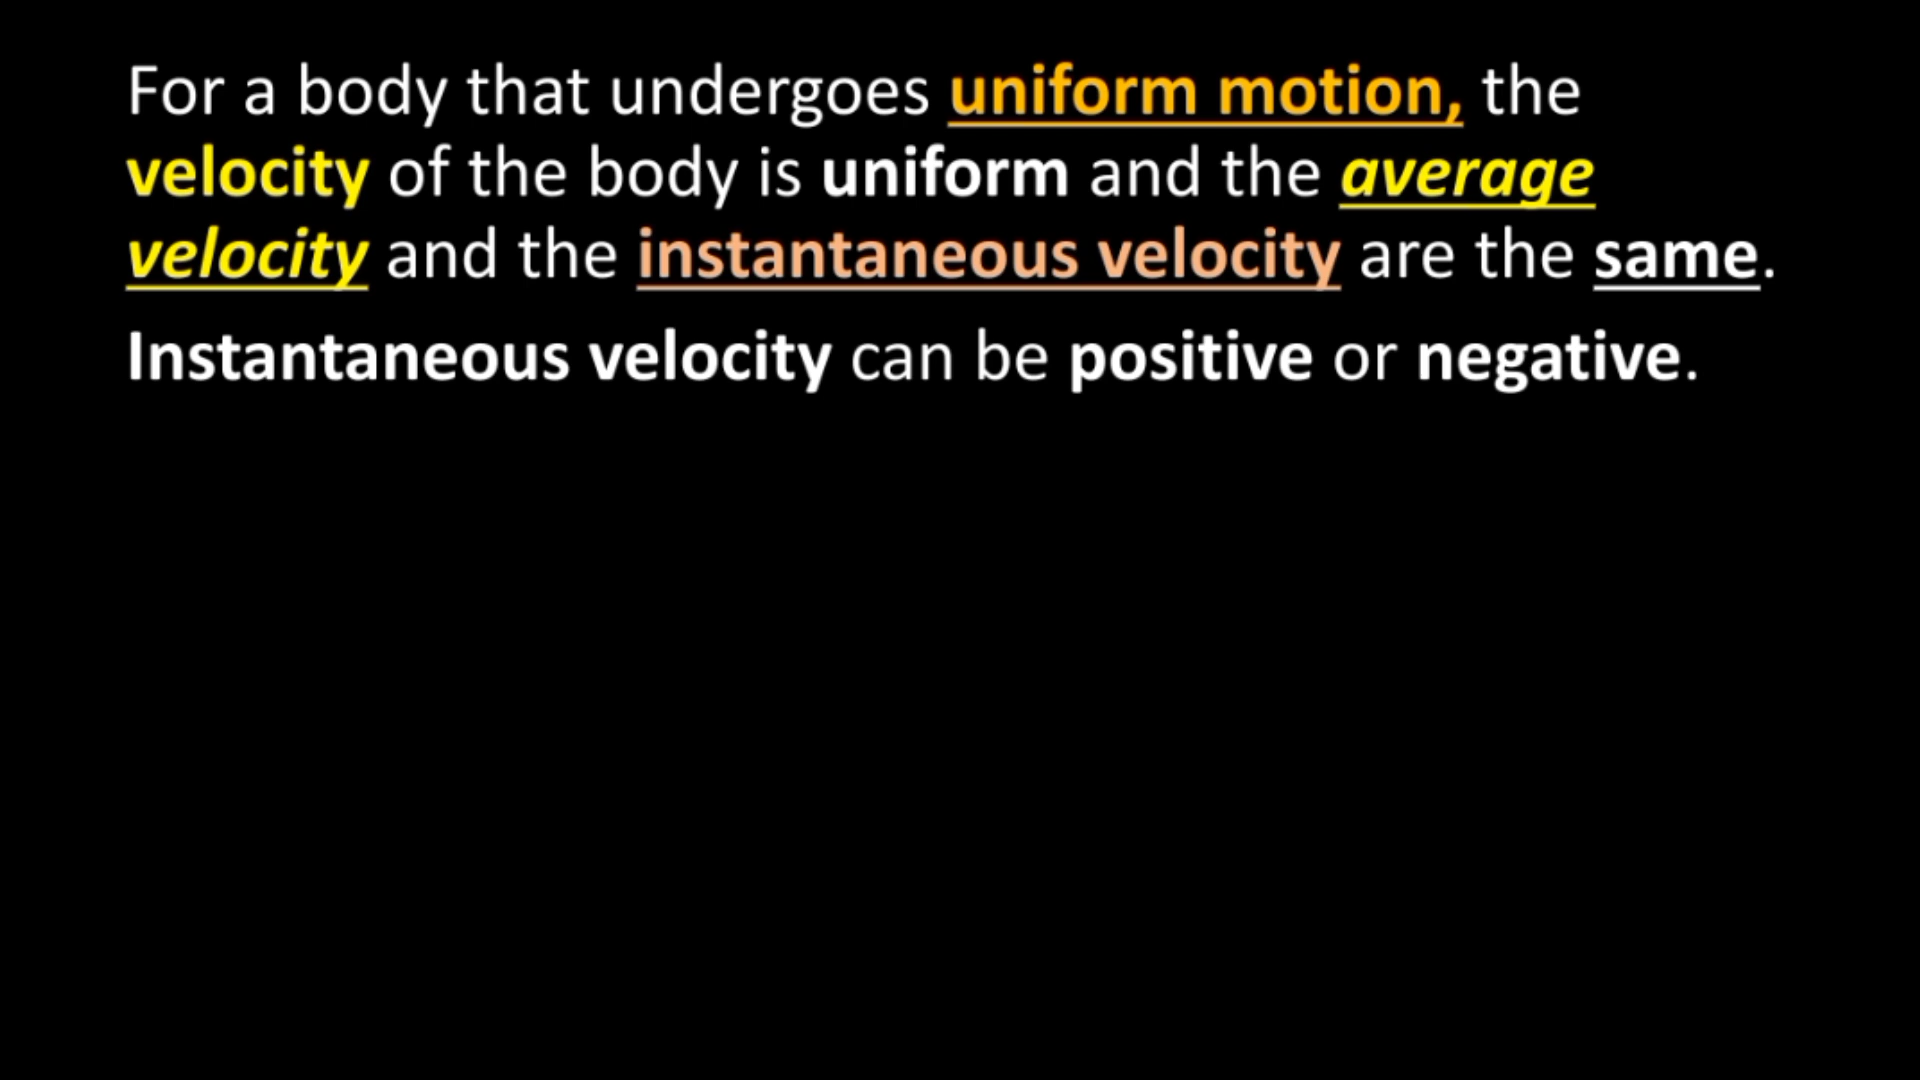 For a body that undergoes uniform motion, the
velocity of the body is uniform and the average
velocity and the instantaneous velocity are the same.
Instantaneous velocity can be positive or negative.